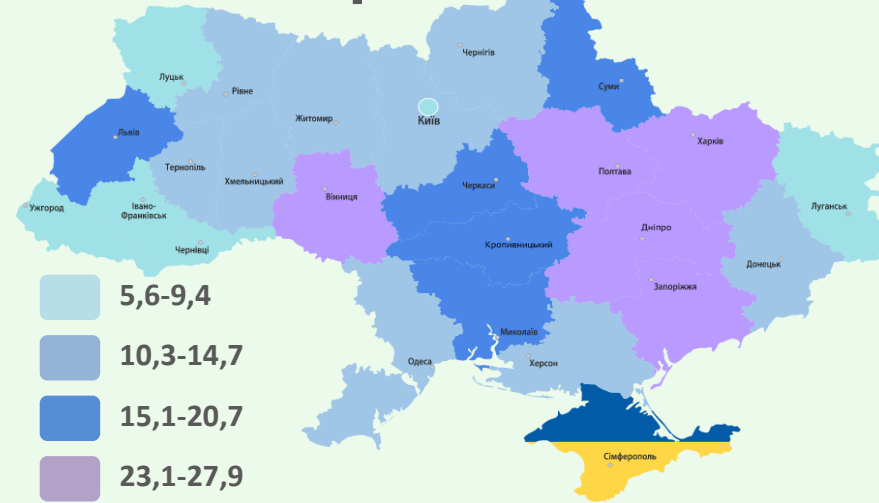 Чернігів
Луцьк
Суми
Рівне
Житомир
Київ
Львів
Харків
Тернопіль
Полтава
Хмельницький
Черкаси
Вінниця
Ужгород
Івано-
Франківськ
Луганськ
Дніпро
Чернівці
Кропивницький
Донецьк
Запоріжжя
5,6-9,4
Миколаїв
10,3-14,7
Одеса
Херсон
15,1-20,7
Сімферополь
23,1-27,9